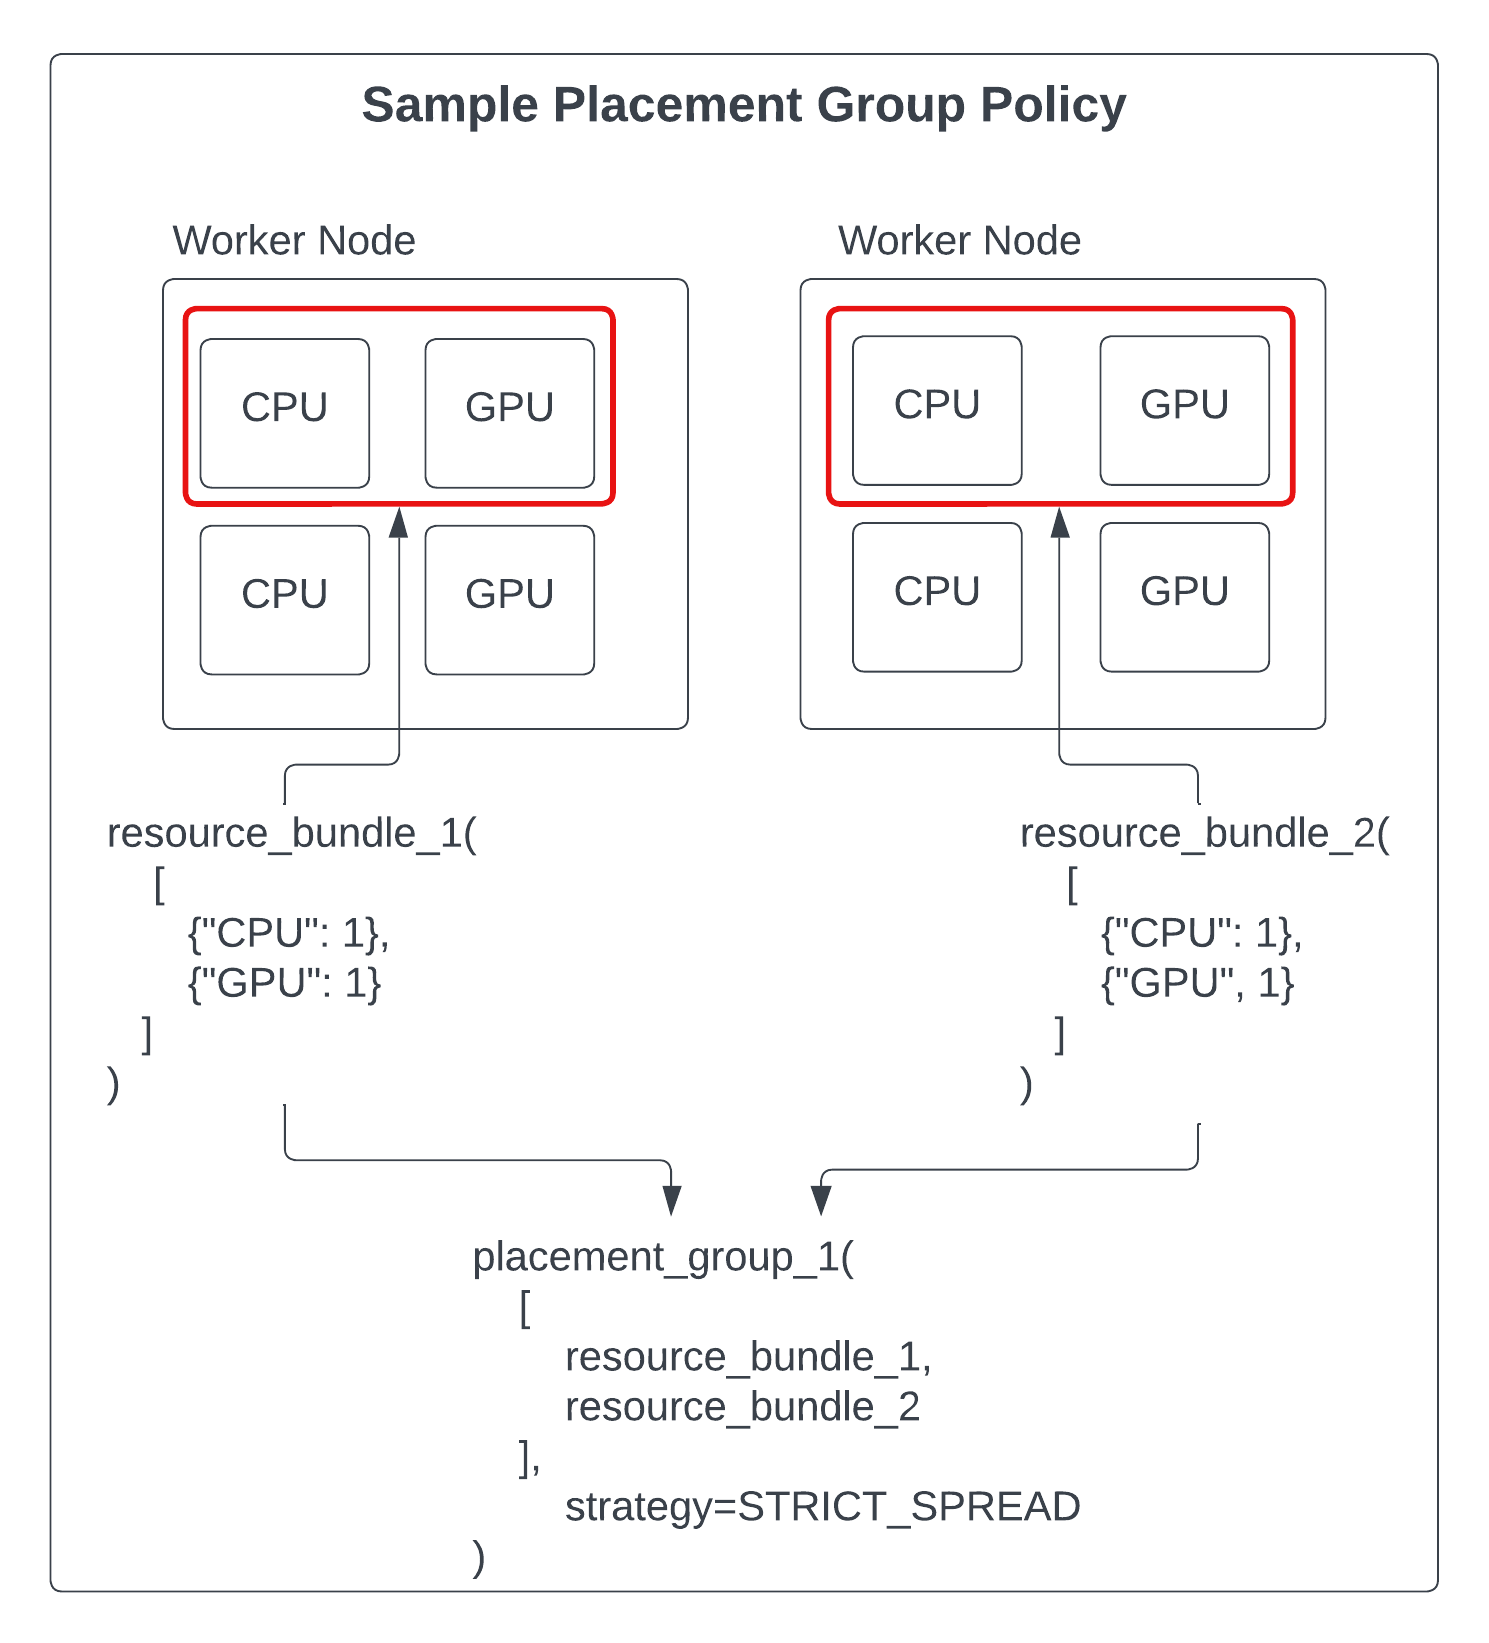 Sample Placement Group Policy
Worker Node
CPU
GPU
CPU
GPU
Worker Node
CPU
GPU
CPU
GPU
resource_bundle_1(
[
{"CPU": 1},
{"GPU": 1}
]
)
resource_bundle_2(
[
{"CPU": 1},
{"GPU", 1}
]
)
placement_group_1(
[
resource_bundle_1,
resource_bundle_2
],
strategy=STRICT_SPREAD
)